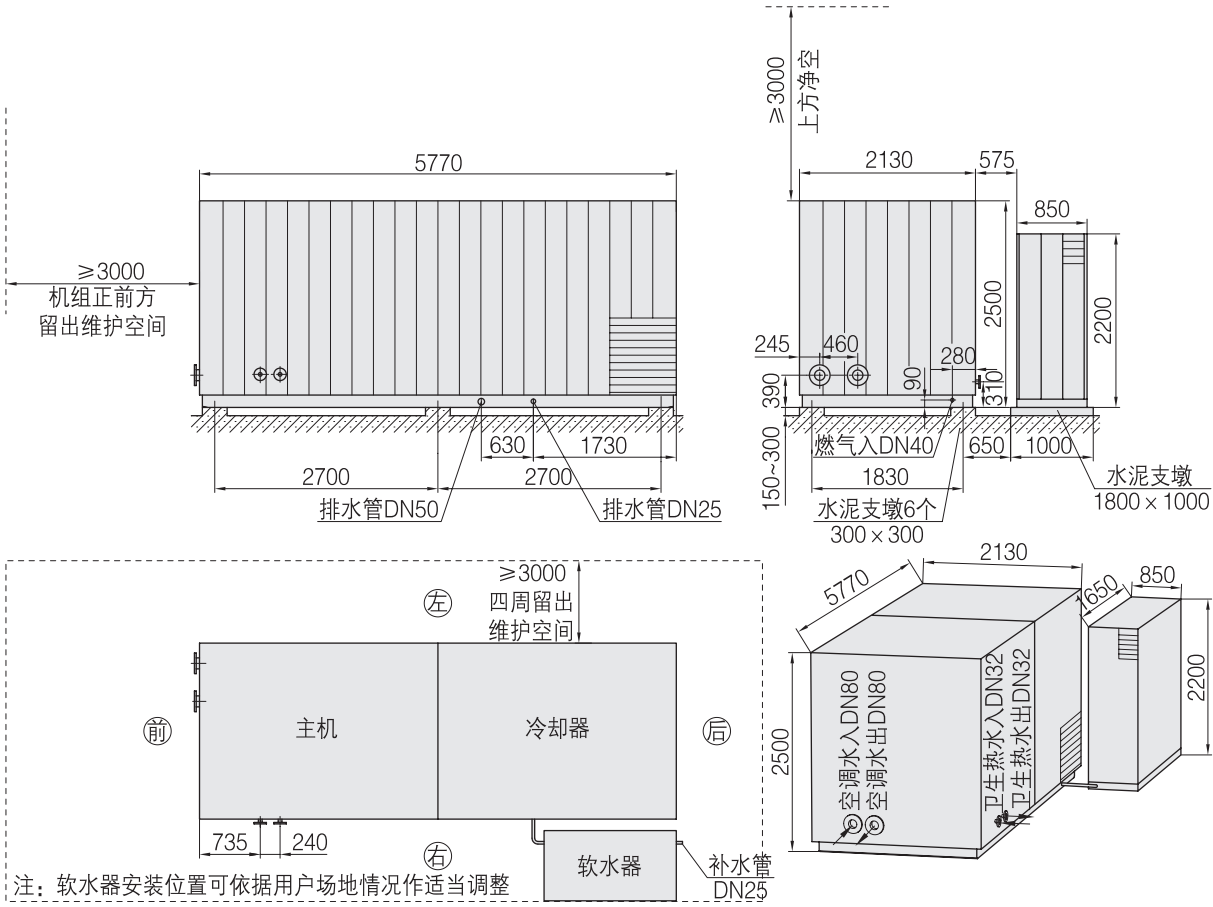 ≥3000
上方净空
5770
2130
575
850
≥3000
机组正前方
留出维护空间
2500
2200
245
460
280
90
390
310
630
1730
燃气入DN40
650
1000
150~300
2700
2700
1830
水泥支墩
1800×1000
排水管DN50
排水管DN25
水泥支墩6个
300×300
≥3000
四周留出
维护空间
左
前
主机
冷却器
后
735
240
右
软水器
补水管
DN25
注：软水器安装位置可依据用户场地情况作适当调整
2130
5770
1650
850
2500
2200
空调水入DN80
空调水出DN80
卫生热水入DN32
卫生热水出DN32